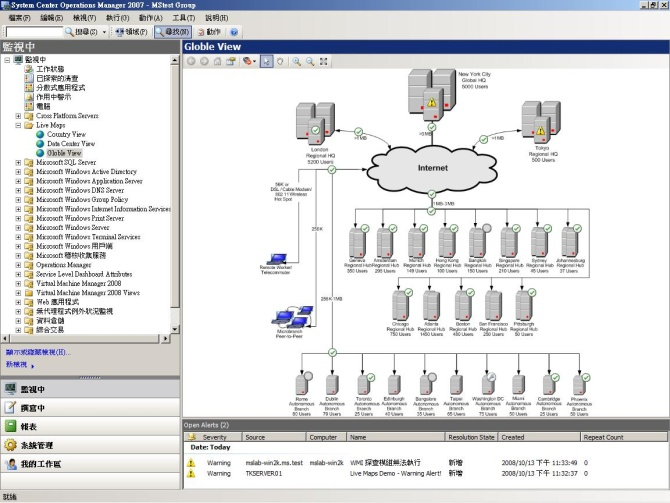 System Center Operations Manager 2007 - MStest Group
檔案(F) 編輯(E) 檢視(V) 執行(O) 動作(A) 工具(T) 說明(H)
搜尋(S) 領域(P) 尋找(N) 動作
監視中
Globle View
監視中
工作狀態
已探索的清查
分散式應用程式
作用中警示
電腦
Cross Platform Servers
Live Maps
Country View
Data Center View
Globle View
Microsoft SQL Server
Microsoft Windows Active Directory
Microsoft Windows Application Server
Microsoft Windows DNS Server
Microsoft Windows Group Policy
Microsoft Windows Internet Information Services
Microsoft Windows Print Server
Microsoft Windows Server
Microsoft Windows Terminal Services
Microsoft Windows 用戶端
Microsoft 稽核收集服務
Operations Manager
Service Level Dashboard Attributes
Virtual Machine Manager 2008
Virtual Machine Manager 2008 Views
Web 應用程式
無代理程式例外狀況監視
資料倉儲
綜合交易
顯示或隱藏檢視(H)...
新檢視
監視中
撰寫中
報表
系統管理
我的工作區
就緒
New York City
Global HQ
5000 Users
London
Regional HQ
5200 Users
Tokyo
Regional HQ
500 Users
>1MB
>3MB
>1MB
Internet
56K or
DSL / Cable Modem/
802.11 Wireless
Hot Spot
256K
1MB-3MB
Remote Worker/
Telecommuter
256K-1MB
Microbranch
Peer-to-Peer
Geneva
Regional Hub
350 Users
Amsterdam
Regional Hub
200 Users
Munich
Regional Hub
149 Users
Hong Kong
Regional Hub
100 Users
Bangkok
Regional Hub
150 Users
Singapore
Regional Hub
210 Users
Sydney
Regional Hub
45 Users
Johannesburg
Regional Hub
37 Users
Chicago
Regional Hub
750 Users
Atlanta
Regional Hub
1450 Users
Boston
Regional Hub
400 Users
San Francisco
Regional Hub
250 Users
Pittsburgh
Regional Hub
50 Users
Rome
Autonomous
Branch
80 Users
Dublin
Autonomous
Branch
79 Users
Toronto
Autonomous
Branch
25 Users
Edinburgh
Autonomous
Branch
40 Users
Bangalore
Autonomous
Branch
35 Users
Taipei
Autonomous
Branch
65 Users
Washington DC
Autonomous
Branch
75 Users
Miami
Autonomous
Branch
50 Users
Cambridge
Autonomous
Branch
25 Users
Phoenix
Autonomous
Branch
50 Users
Open Alerts (2)
Severity Source Computer Name Resolution State Created Repeat Count
Date: Today
Warning mslab-win2k.ms.test mslab-win2k WMI 探查模組無法執行 新增 2008/10/13 下午 11:33:49 0
Warning TKSERVER01 Live Maps Demo - Warning Alert! 新增 2008/10/13 下午 11:32:37 0